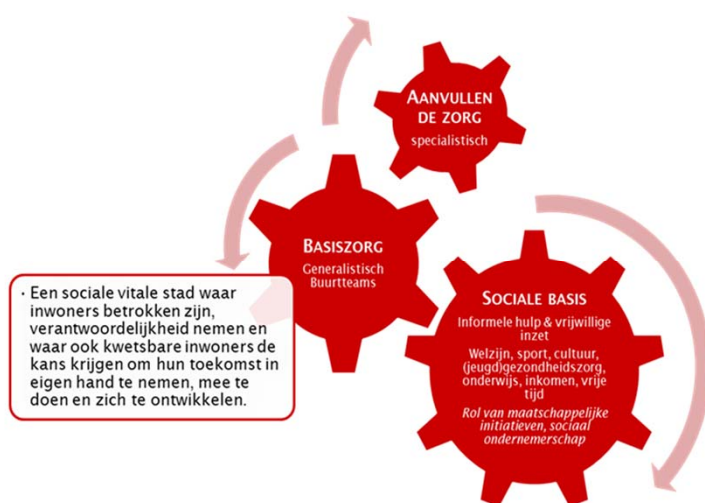 AANVULLEN
DE ZORG
specialistisch
BASISZORG
Generalistisch
Buurtteams
· Een sociale vitale stad waar
inwoners betrokken zijn,
verantwoordelijkheid nemen en
waar ook kwetsbare inwoners de
kans krijgen om hun toekomst in
eigen hand te nemen, mee te
doen en zich te ontwikkelen.
SOCIALE BASIS
Informele hulp & vrijwillige
inzet
Welzijn, sport, cultuur,
(jeugd)gezondheidszorg,
onderwijs, inkomen, vrije
tijd
Rol van maatschappelijke
initiatieven, sociaal
ondernemerschap